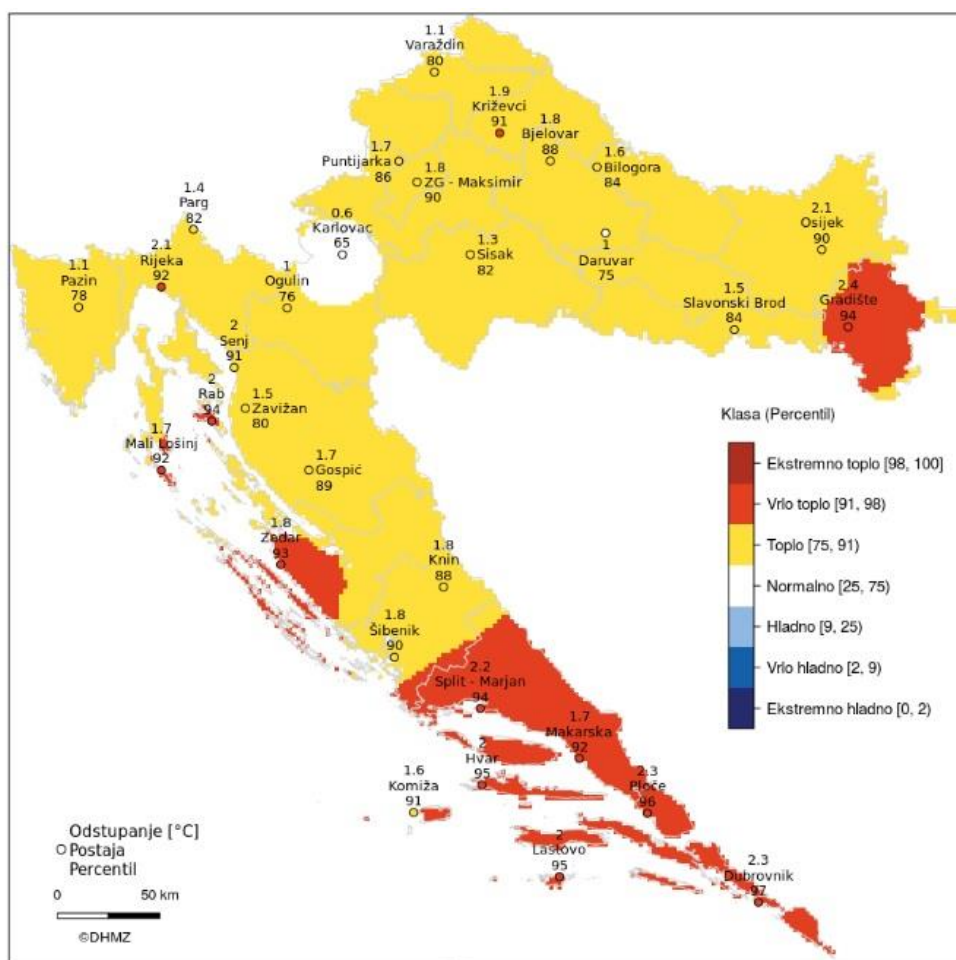 1.1
Varaždin
80
1.9
Križevci
91
1.8
Bjelovar
88
1.7
Puntijarka
86
1.8
ZG - Maksimir
90
1.6
Bilogora
84
1.4
Parg
82
0.6
Karlovac
65
2.1
Rijeka
92
1.1
Pazin
78
1
Ogulin
76
1.3
Sisak
82
1
Daruvar
75
2.1
Osijek
90
1.5
Slavonski Brod
84
2.4
Gradište
94
2
Senj
91
2
Rab
94
1.5
Zavižan
80
1.7
Mali Lošinj
92
1.7
Gospić
89
1.8
Zadar
93
1.8
Knin
88
1.8
Šibenik
90
2.2
Split - Marjan
94
1.7
Makarska
92
2
Hvar
95
1.6
Komiža
91
2.3
Ploče
96
2
Lastovo
95
2.3
Dubrovnik
97
Klasa (Percentil)
Ekstremno toplo [98, 100]
Vrlo toplo [91, 98)
Toplo [75, 91)
Normalno [25, 75)
Hladno [9, 25)
Vrlo hladno [2, 9)
Ekstremno hladno [0, 2)
Odstupanje [°C]
Postaja
Percentil
0 50 km
©DHMZ